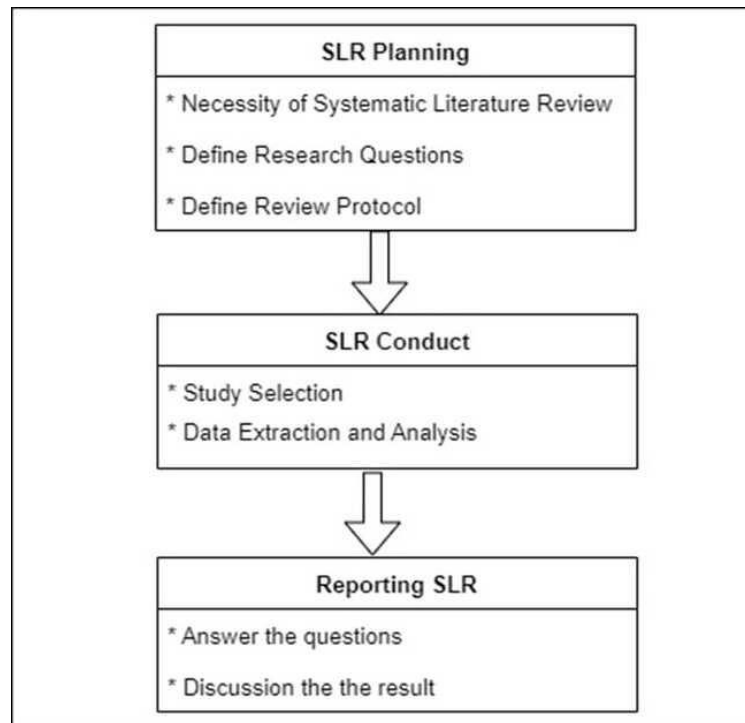 SLR Planning
* Necessity of Systematic Literature Review
* Define Research Questions
* Define Review Protocol
SLR Conduct
* Study Selection
* Data Extraction and Analysis
Reporting SLR
* Answer the questions
* Discussion the the result